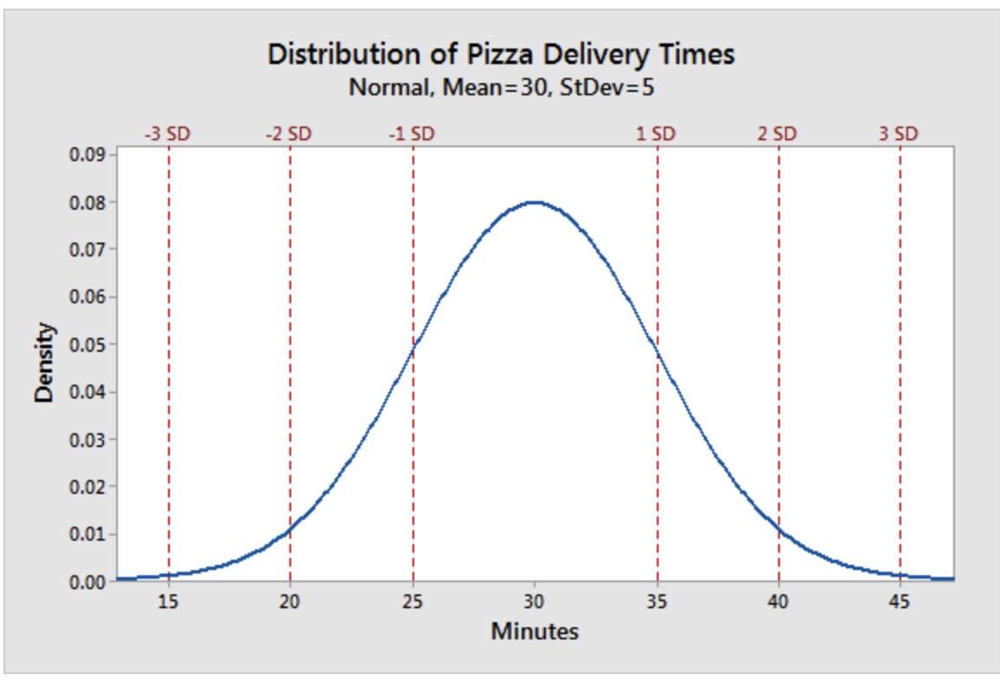 Distribution of Pizza Delivery Times
Normal, Mean=30, StDev=5
-3 SD -2 SD -1 SD 1 SD 2 SD 3 SD
0.09
0.08
0.07
0.06
0.05
0.04
0.03
0.02
0.01
0.00
Density
15 20 25 30 35 40 45
Minutes